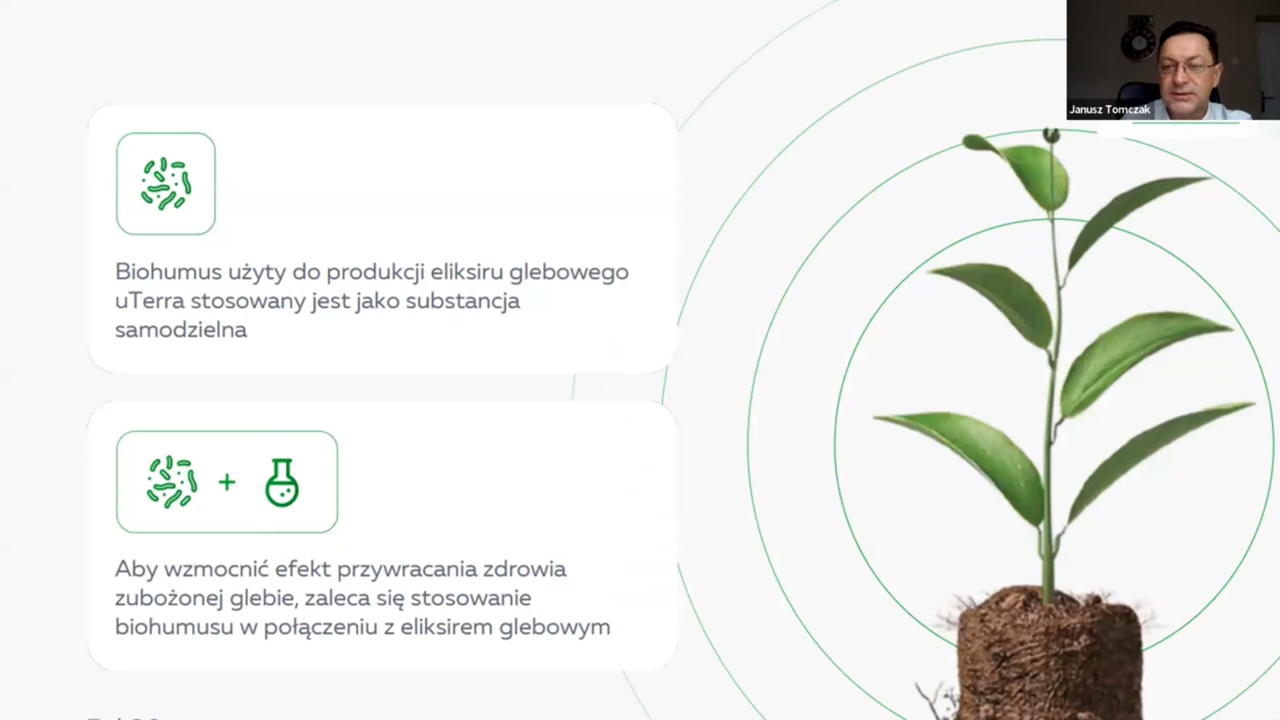 Janusz Tomczak
Biohumus użyty do produkcji eliksiru glebowego
uTerra stosowany jest jako substancja
samodzielna
+
Aby wzmocnić efekt przywracania zdrowia
zubożonej glebie, zaleca się stosowanie
biohumusu w połączeniu z eliksirem glebowym